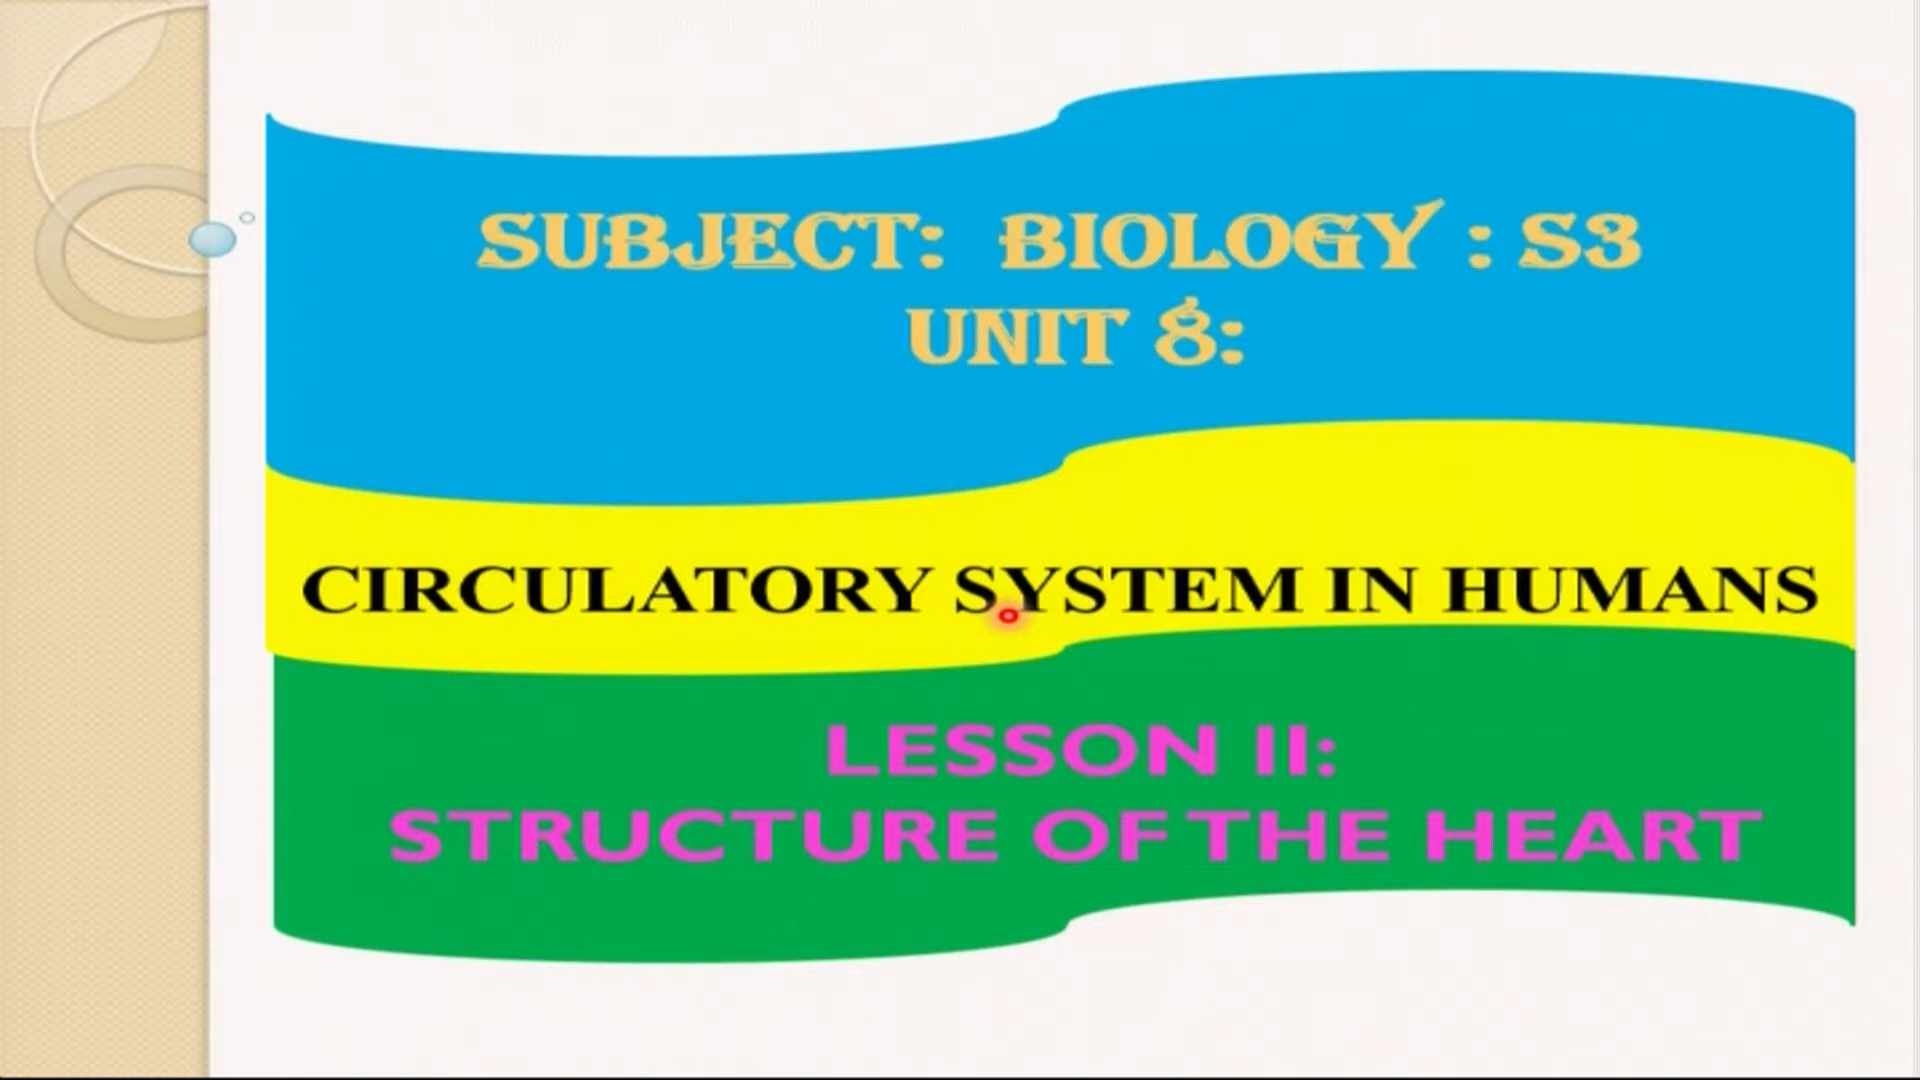 SUBJECT: BIOLOGY : S3
UNIT 8:
CIRCULATORY SYSTEM IN HUMANS
LESSON II:
STRUCTURE OF THE HEART